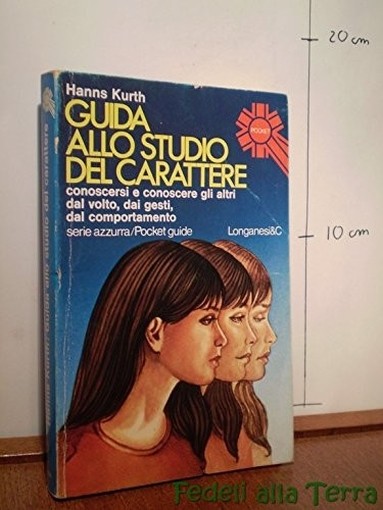 20 cm
Hanns Kurth
GUIDA
ALLO STUDIO
DEL CARATTERE
POCKET
conoscersi e conoscere gli altri
dal volto, dai gesti,
dal comportamento
serie azzurra/Pocket guide
Longanesi&C
10 cm
Hanns Kurth: Guida allo studio del carattere
Fedeli alla Terra